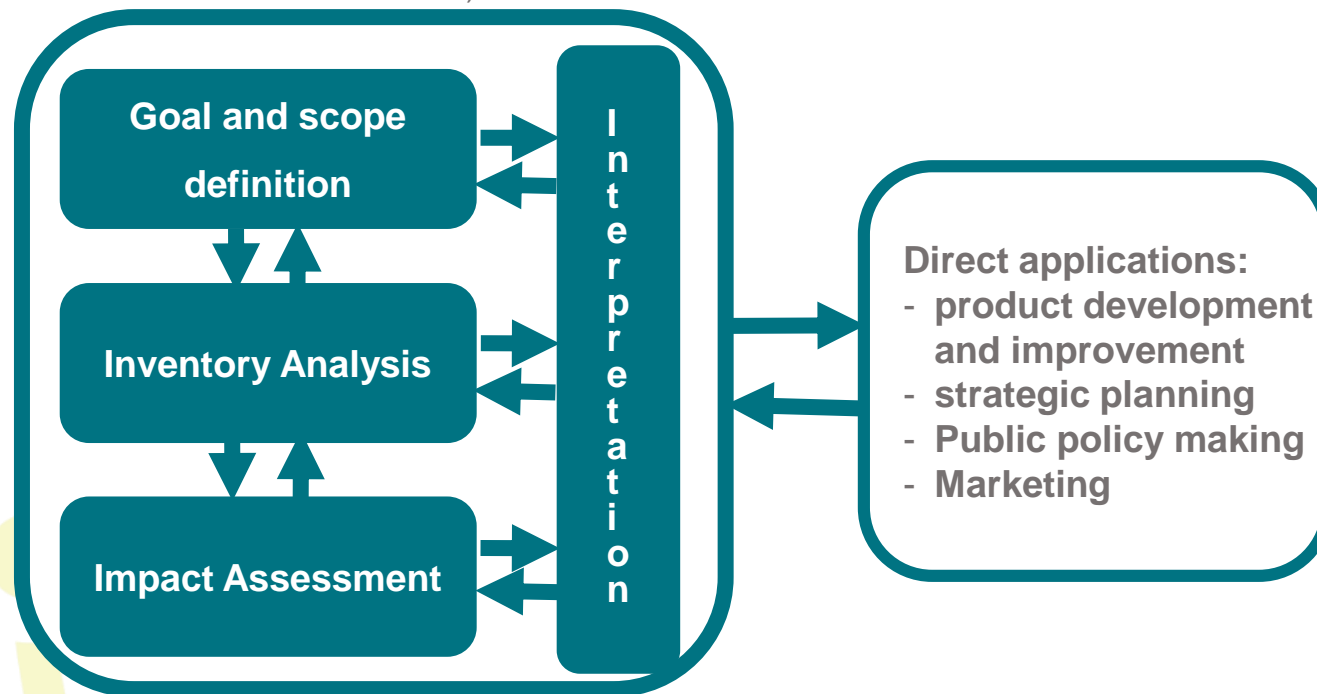 Goal and scope
definition
Inventory Analysis
Impact Assessment
Interpretation
Direct applications:
- product development
and improvement
- strategic planning
- Public policy making
- Marketing